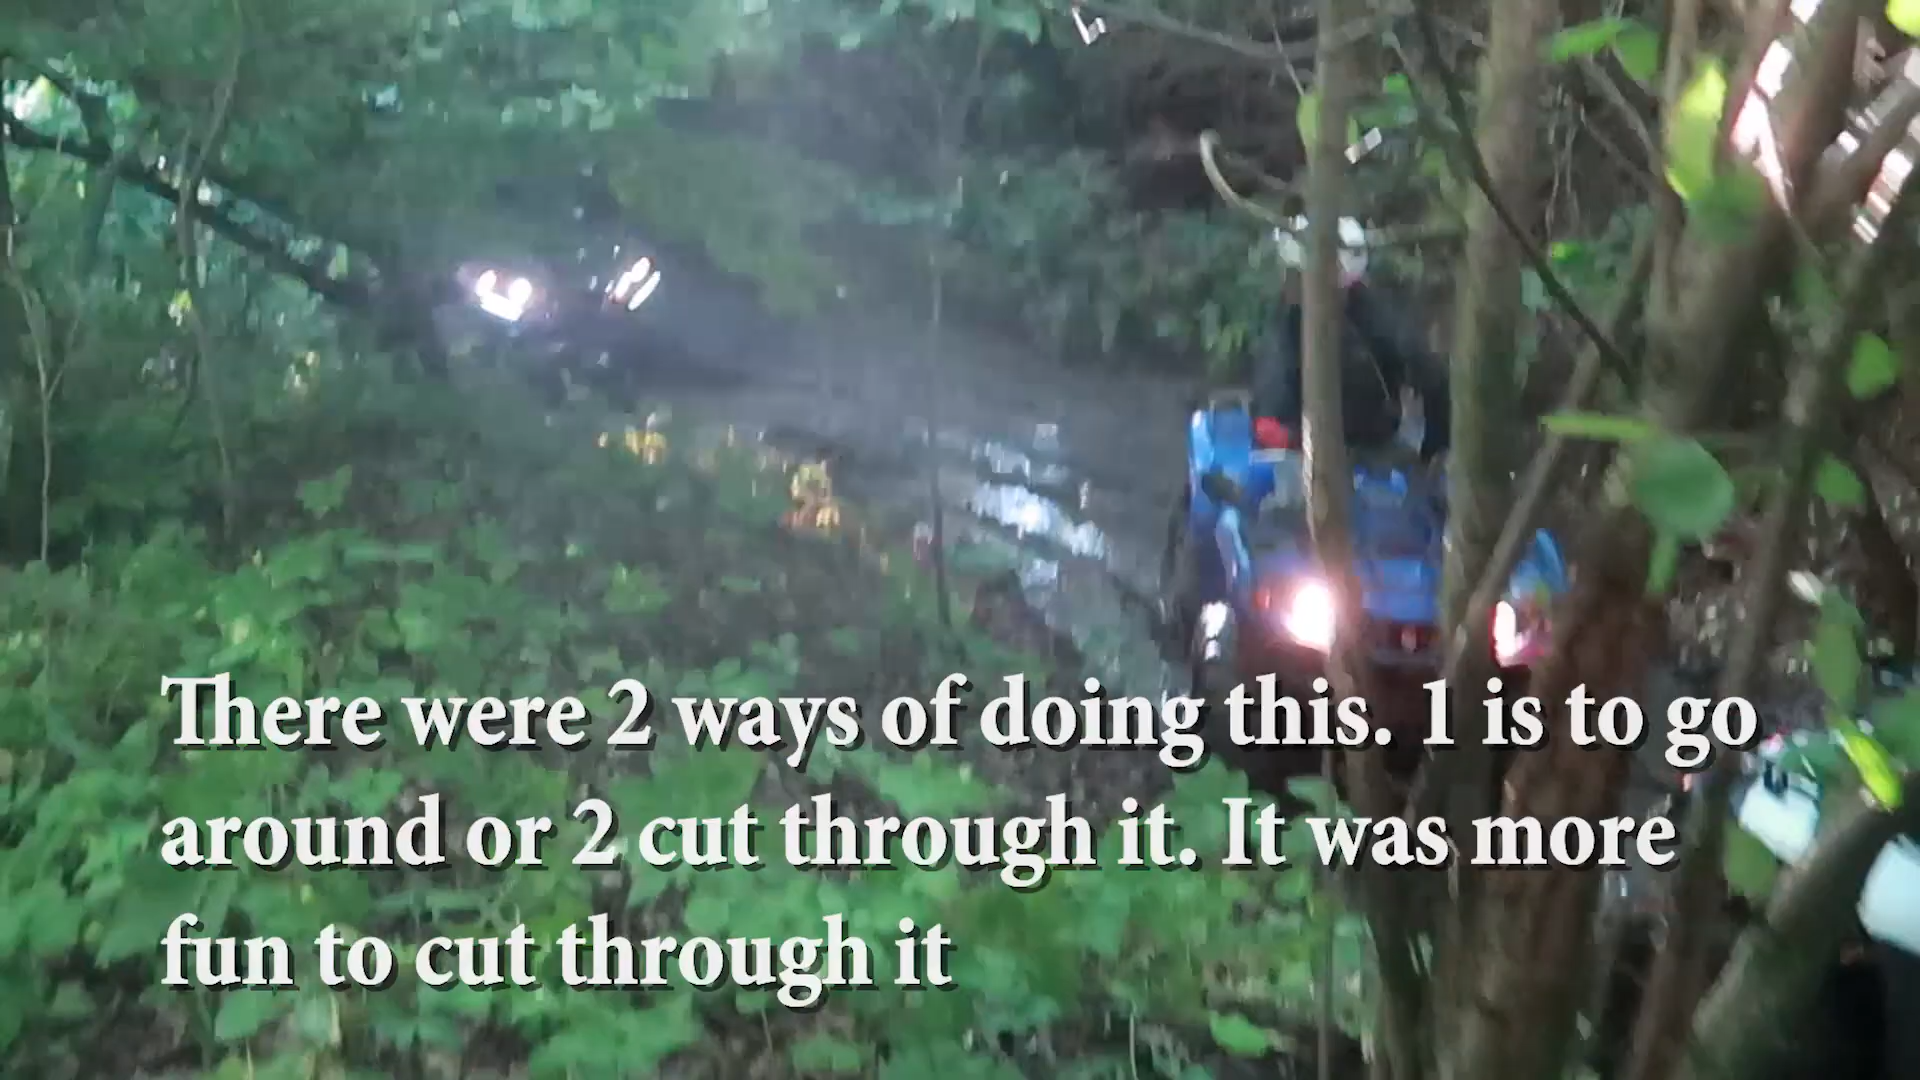 There were 2 ways of doing this. 1 is to go
around or 2 cut through it. It was more
fun to cut through it